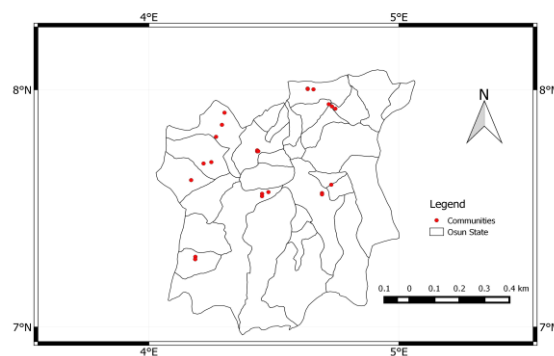 4°E 5°E
8°N 8°N
N
Legend
Communities
Osun State
0.1 0 0.1 0.2 0.3 0.4 km
7°N 7°N
4°E 5°E